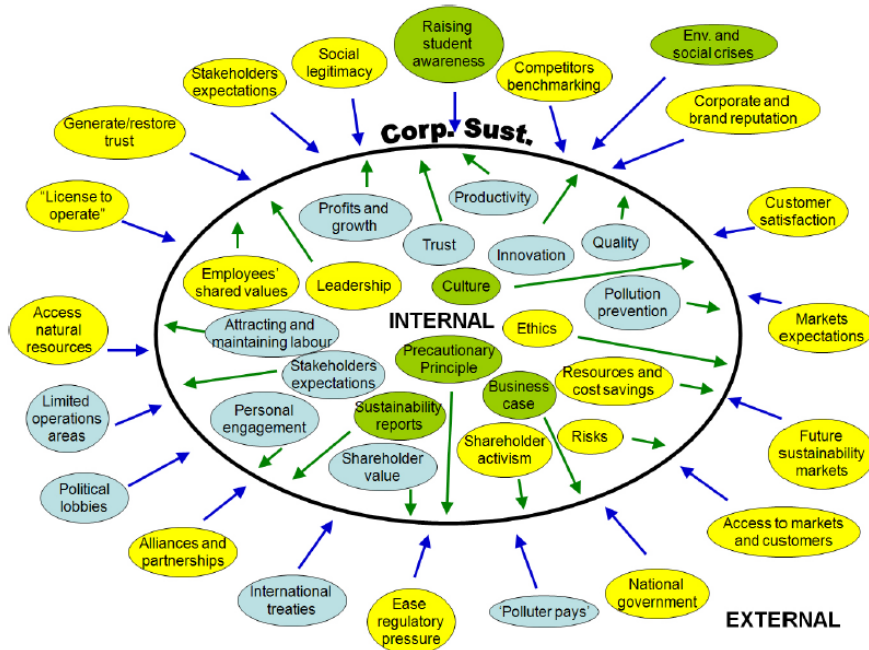 Raising
student
awareness
Env. and
social crises
Social
legitimacy
Stakeholders
expectations
Competitors
benchmarking
Corporate and
brand reputation
Generate/restore
trust
Corp. Sust.
"License to
operate"
Customer
satisfaction
Profits and
growth
Productivity
Trust
Innovation
Quality
Employees'
shared values
Leadership
Culture
Pollution
prevention
INTERNAL
Ethics
Access
natural
resources
Attracting and
maintaining labour
Markets
expectations
Stakeholders
expectations
Precautionary
Principle
Resources and
cost savings
Business
case
Limited
operations
areas
Personal
engagement
Sustainability
reports
Shareholder
activism
Risks
Future
sustainability
markets
Shareholder
value
Political
lobbies
Access to markets
and customers
Alliances and
partnerships
International
treaties
Ease
regulatory
pressure
'Polluter pays'
National
government
EXTERNAL